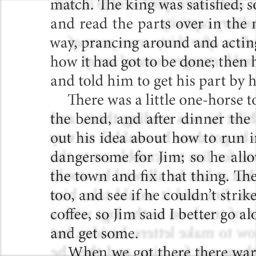 match. The king was satisfied; so
and read the parts over in the
way, prancing around and acting
how it had got to be done; then h
and told him to get his part by h
There was a little one-horse to
the bend, and after dinner the
out his idea about how to run i
dangersome for Jim; so he allo
the town and fix that thing. The
too, and see if he couldn't strike
coffee, so Jim said I better go alo
and get some.
When we got there there war